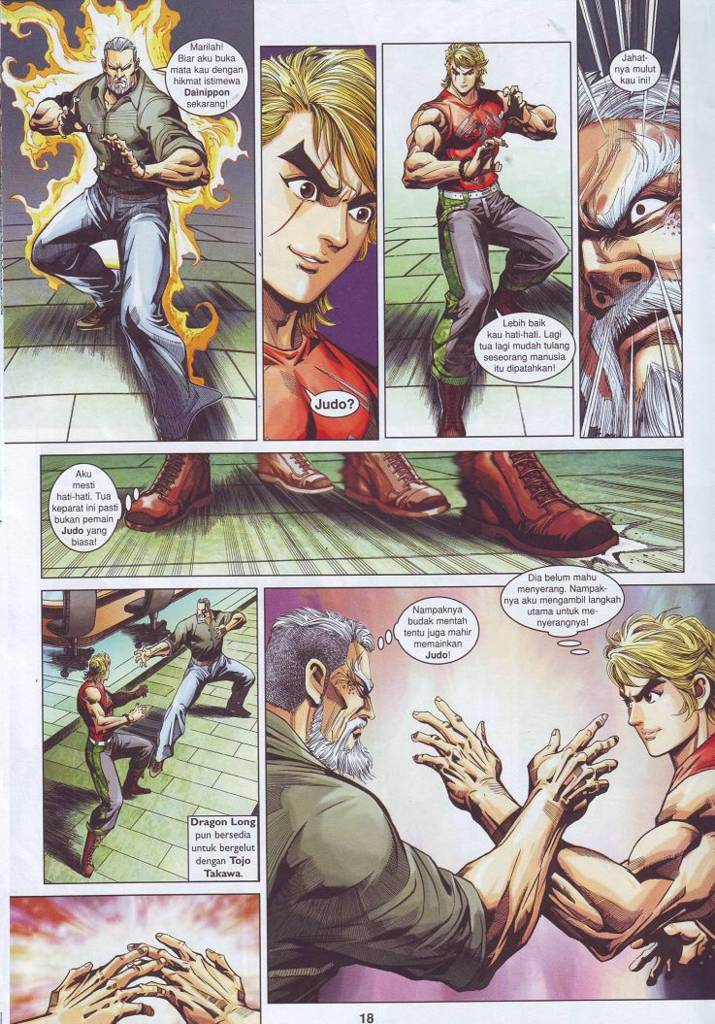 Marilah!
Biar aku buka
mata kau dengan
hikmat istimewa
Dainippon
sekarang!
Judo?
Lebih baik
kau hati-hati. Lagi
tua lagi mudah tulang
seseorang manusia
itu dipatahkan!
Jahat-
nya mulut
kau ini!
Aku
mesti
hati-hati. Tua
keparat ini pasti
bukan pemain
Judo yang
biasa!
Dragon Long
pun bersedia
untuk bergelut
dengan Tojo
Takawa.
Nampaknya
budak mentah
tentu juga mahir
memainkan
Judo!
Dia belum mahu
menyerang. Nampak-
nya aku mengambil langkah
utama untuk me-
nyerangnya!
18